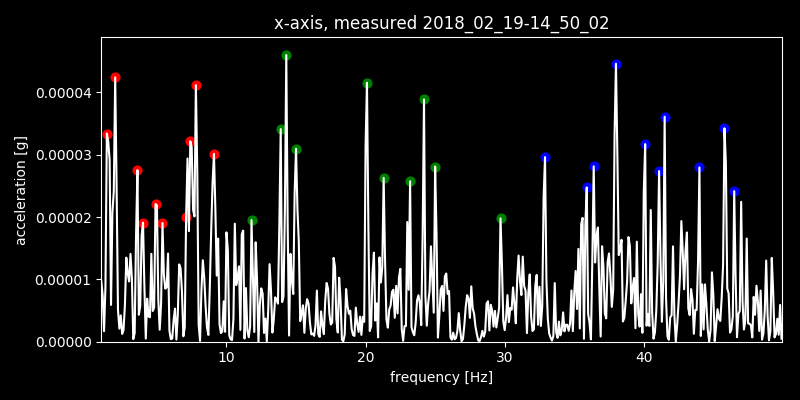 x-axis, measured 2018_02_19-14_50_02
acceleration [g]
0.00004
0.00003
0.00002
0.00001
0.00000
10 20 30 40
frequency [Hz]